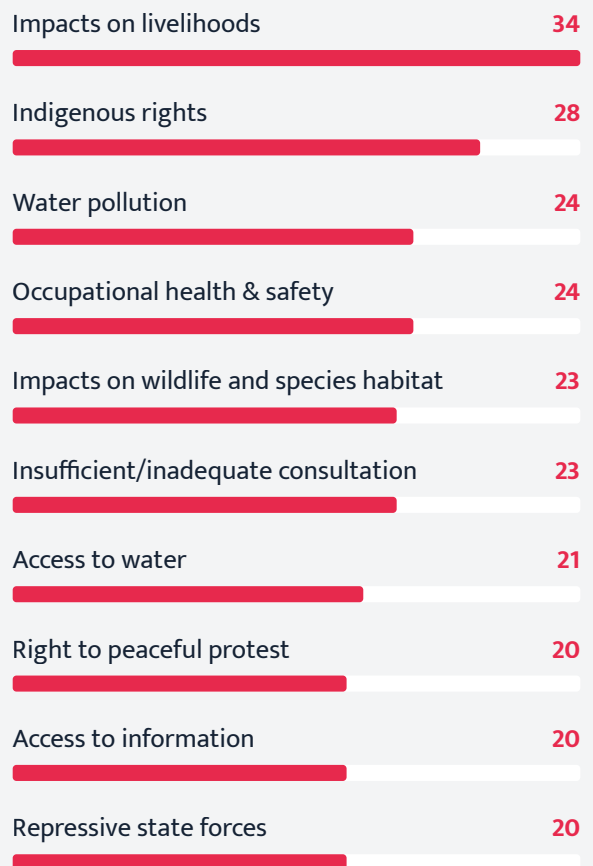 Impacts on livelihoods 34
Indigenous rights 28
Water pollution 24
Occupational health & safety 24
Impacts on wildlife and species habitat 23
Insufficient/inadequate consultation 23
Access to water 21
Right to peaceful protest 20
Access to information 20
Repressive state forces 20